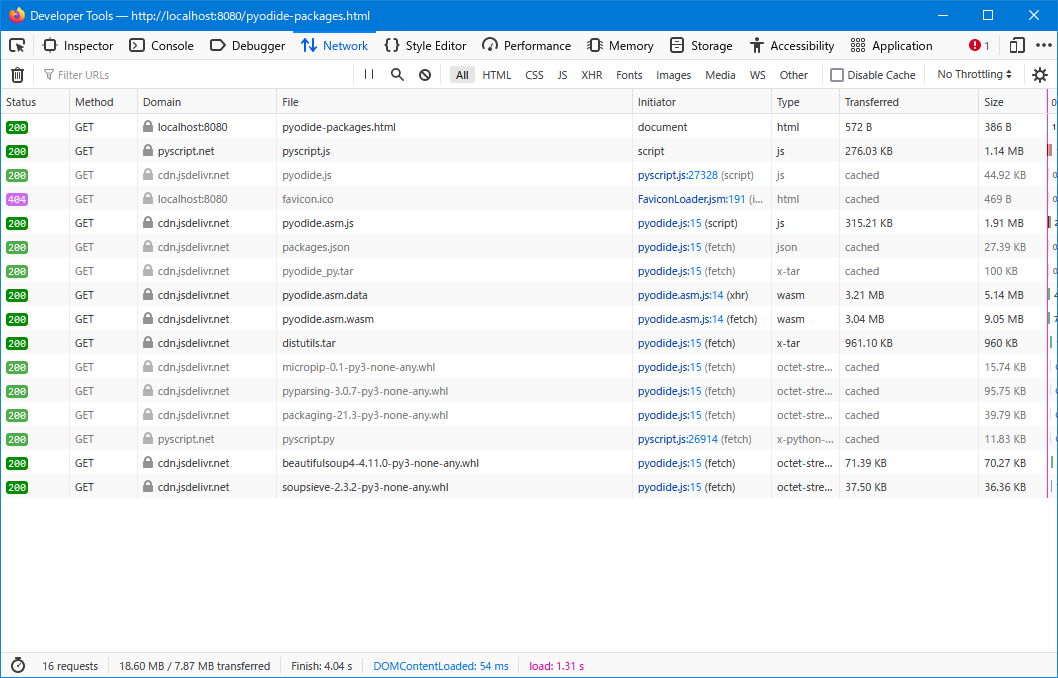 Developer Tools — http://localhost:8080/pyodide-packages.html
Inspector Console Debugger Network Style Editor Performance Memory Storage Accessibility Application 1
Filter URLs All HTML CSS JS XHR Fonts Images Media WS Other Disable Cache No Throttling
Status Method Domain File Initiator Type Transferred Size
200 GET localhost:8080 pyodide-packages.html document html 572 B 386 B
200 GET pyscript.net pyscript.js script js 276.03 KB 1.14 MB
200 GET cdn.jsdelivr.net pyodide.js pyscript.js:27328 (script) js cached 44.92 KB
404 GET localhost:8080 favicon.ico FaviconLoader.jsm:191 (i... html cached 469 B
200 GET cdn.jsdelivr.net pyodide.asm.js pyodide.js:15 (script) js 315.21 KB 1.91 MB
200 GET cdn.jsdelivr.net packages.json pyodide.js:15 (fetch) json cached 27.39 KB
200 GET cdn.jsdelivr.net pyodide_py.tar pyodide.js:15 (fetch) x-tar cached 100 KB
200 GET cdn.jsdelivr.net pyodide.asm.data pyodide.asm.js:14 (xhr) wasm 3.21 MB 5.14 MB
200 GET cdn.jsdelivr.net pyodide.asm.wasm pyodide.asm.js:14 (fetch) wasm 3.04 MB 9.05 MB
200 GET cdn.jsdelivr.net distutils.tar pyodide.js:15 (fetch) x-tar 961.10 KB 960 KB
200 GET cdn.jsdelivr.net micropip-0.1-py3-none-any.whl pyodide.js:15 (fetch) octet-stre... cached 15.74 KB
200 GET cdn.jsdelivr.net pyparsing-3.0.7-py3-none-any.whl pyodide.js:15 (fetch) octet-stre... cached 95.75 KB
200 GET cdn.jsdelivr.net packaging-21.3-py3-none-any.whl pyodide.js:15 (fetch) octet-stre... cached 39.79 KB
200 GET pyscript.net pyscript.py pyscript.js:26914 (fetch) x-python-... cached 11.83 KB
200 GET cdn.jsdelivr.net beautifulsoup4-4.11.0-py3-none-any.whl pyodide.js:15 (fetch) octet-stre... 71.39 KB 70.27 KB
200 GET cdn.jsdelivr.net soupsieve-2.3.2-py3-none-any.whl pyodide.js:15 (fetch) octet-stre... 37.50 KB 36.36 KB
16 requests 18.60 MB / 7.87 MB transferred Finish: 4.04 s DOMContentLoaded: 54 ms load: 1.31 s